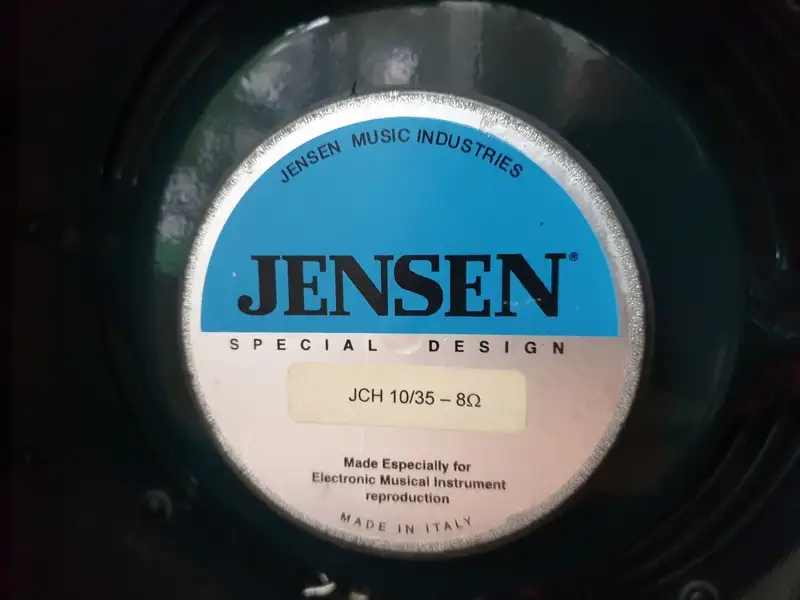 JENSEN MUSIC INDUSTRIES
JENSEN®
SPECIAL DESIGN
JCH 10/35 – 8Ω
Made Especially for
Electronic Musical Instrument
reproduction
MADE IN ITALY